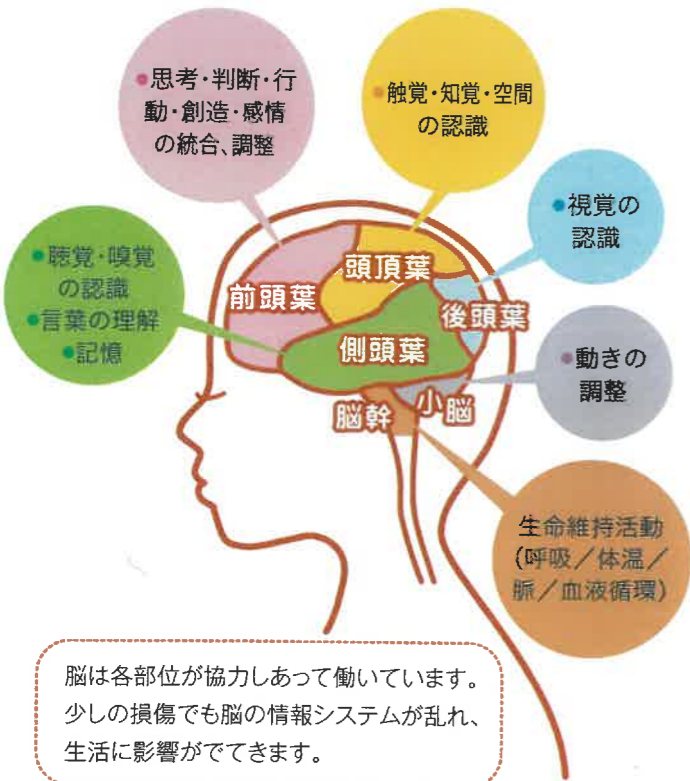 ●思考・判断・行
動・創造・感情
の統合、調整
●触覚・知覚・空間
の認識
●視覚の
認識
●聴覚・嗅覚
の認識
●言葉の理解
●記憶
頭頂葉
前頭葉
後頭葉
側頭葉
●動きの
調整
小脳
脳幹
生命維持活動
(呼吸／体温／
脈／血液循環)
脳は各部位が協力しあって働いています。
少しの損傷でも脳の情報システムが乱れ、
生活に影響がでてきます。